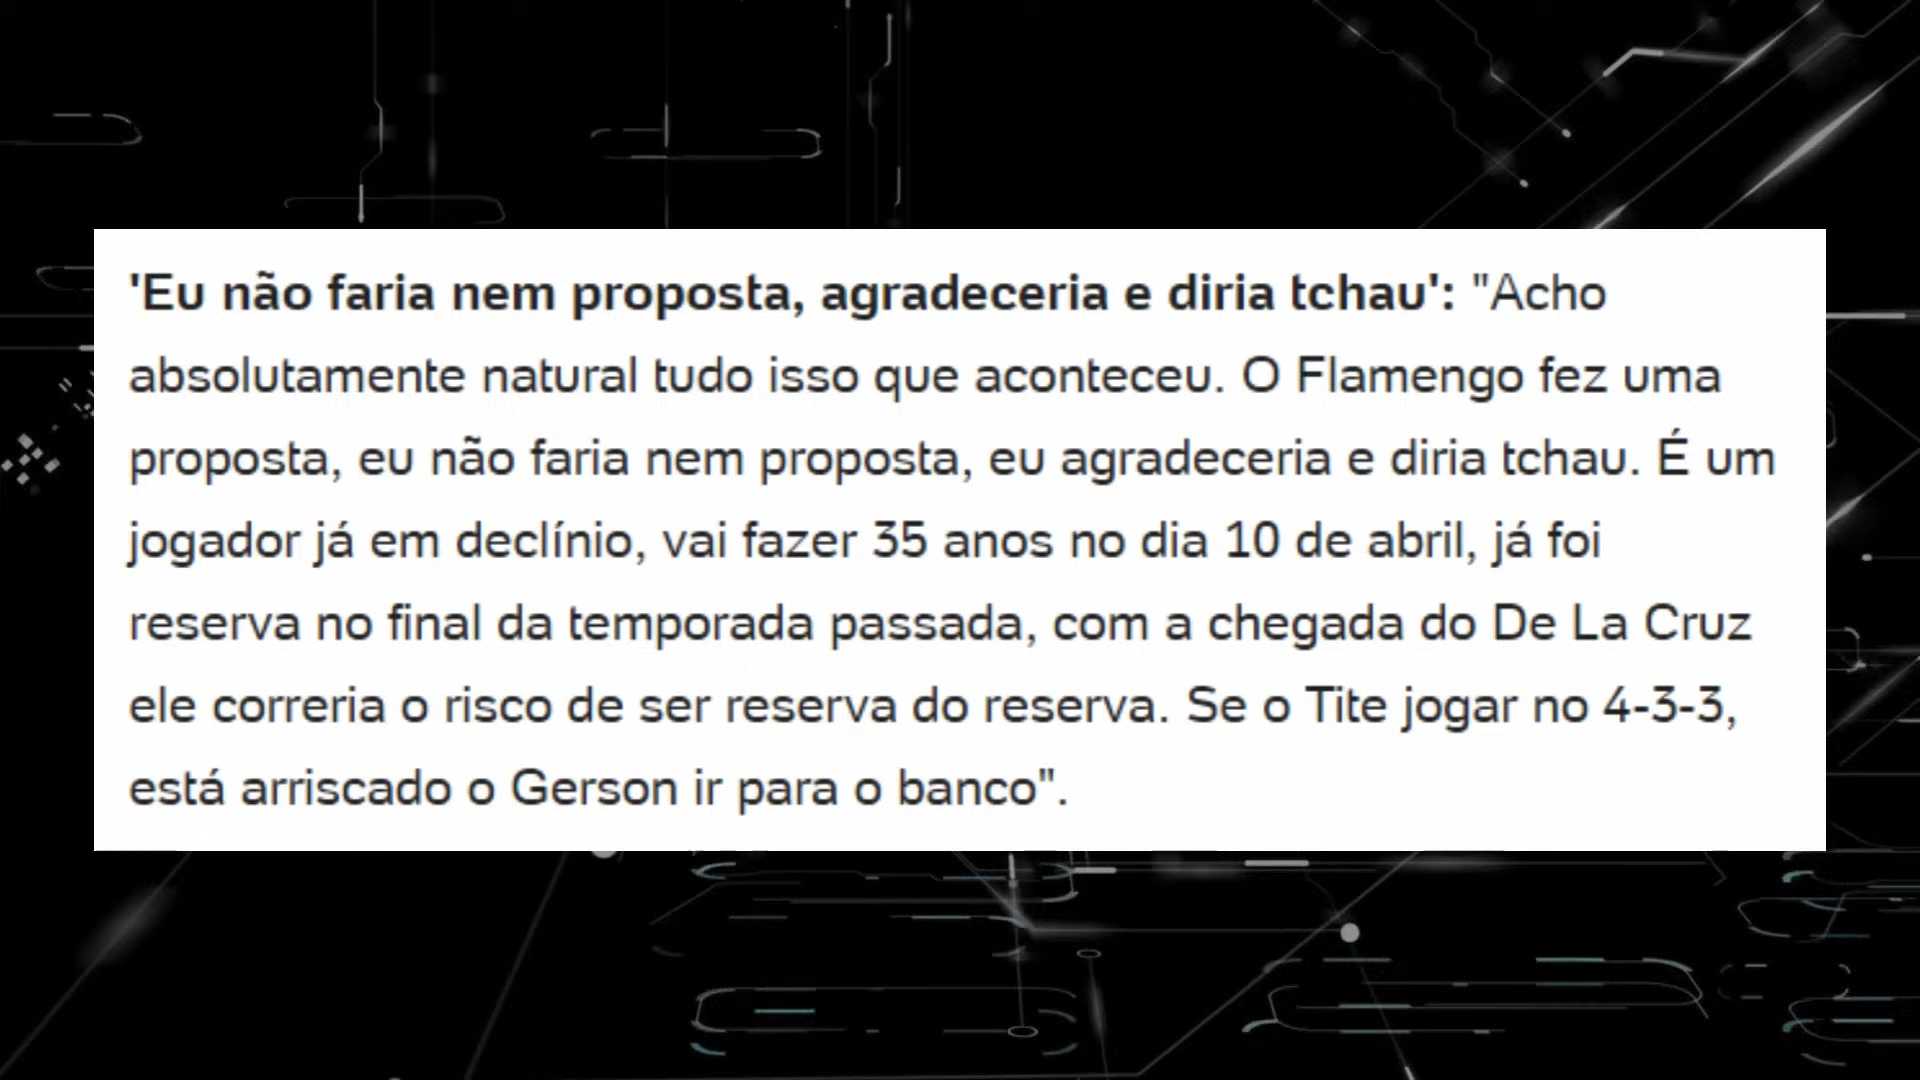 'Eu não faria nem proposta, agradeceria e diria tchau': "Acho
absolutamente natural tudo isso que aconteceu. O Flamengo fez uma
proposta, eu não faria nem proposta, eu agradeceria e diria tchau. É um
jogador já em declínio, vai fazer 35 anos no dia 10 de abril, já foi
reserva no final da temporada passada, com a chegada do De La Cruz
ele correria o risco de ser reserva do reserva. Se o Tite jogar no 4-3-3,
está arriscado o Gerson ir para o banco".